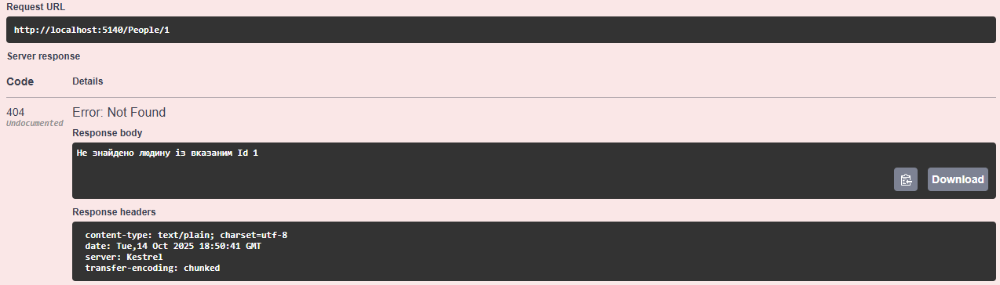 Request URL
http://localhost:5140/People/1
Server response
Code Details
404 Error: Not Found
Undocumented
Response body
Не знайдено людину із вказаним Id 1
Download
Response headers
content-type: text/plain; charset=utf-8
date: Tue,14 Oct 2025 18:50:41 GMT
server: Kestrel
transfer-encoding: chunked